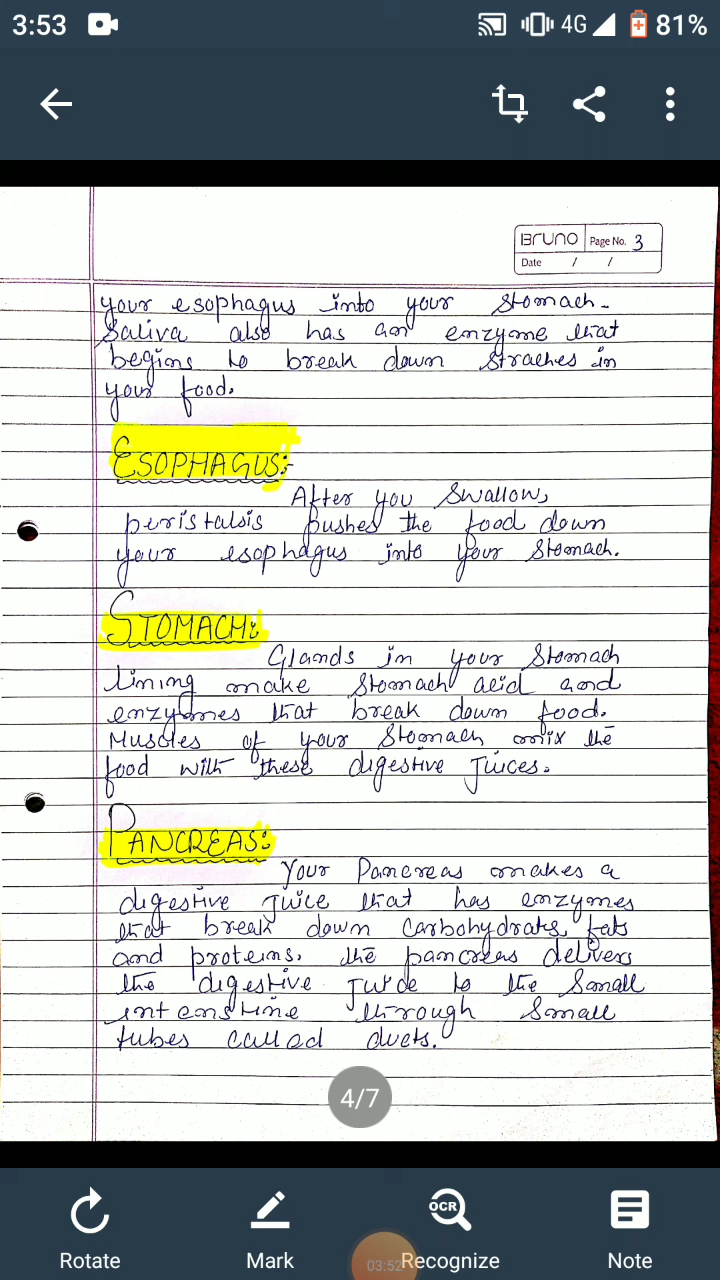 3:53
4G
81%
Bruno
Page No. 3
Date / /
your esophagus into your stomach.
Saliva also has an enzyme that
begins to break down straches in
your food.
ESOPHAGUS:-
After you swallow,
peristalsis pushes the food down
your esophagus into your stomach.
STOMACH:
Glands in your stomach
lining make stomach acid and
enzymes that break down food.
Muscles of your stomach mix the
food with these digestive juices.
PANCREAS:
Your Pancreas makes a
digestive juice that has enzymes
that break down carbohydrats, fats
and proteins. the pancreas delivers
the digestive juice to the small
intenstine through small
tubes called ducts.
4/7
Rotate
Mark
OCR
03:52
Recognize
Note